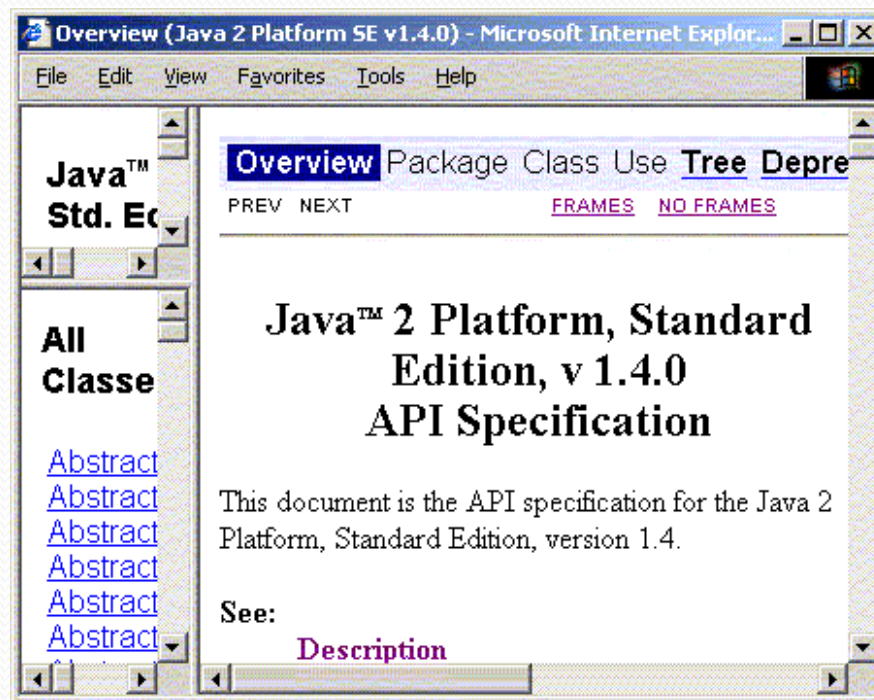 Overview (Java 2 Platform SE v1.4.0) - Microsoft Internet Explor...
File Edit View Favorites Tools Help
Java™
Std. Ec
All
Classe
Abstract
Abstract
Abstract
Abstract
Abstract
Abstract
Overview Package Class Use Tree Depre
PREV NEXT FRAMES NO FRAMES
Java™ 2 Platform, Standard
Edition, v 1.4.0
API Specification
This document is the API specification for the Java 2
Platform, Standard Edition, version 1.4.
See:
Description